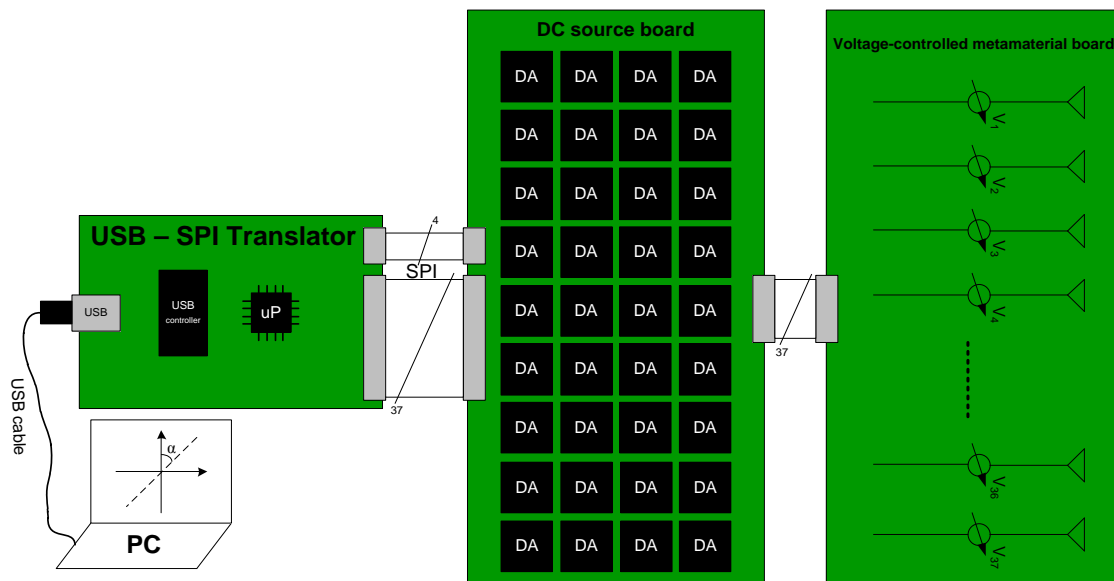 DC source board
Voltage-controlled metamaterial board
DA DA DA DA
DA DA DA DA
DA DA DA DA
DA DA DA DA
DA DA DA DA
DA DA DA DA
DA DA DA DA
DA DA DA DA
DA DA DA DA
V1
V2
V3
V4
V36
V37
USB – SPI Translator
4
SPI
37
37
USB
USB
controller
uP
USB cable
α
PC